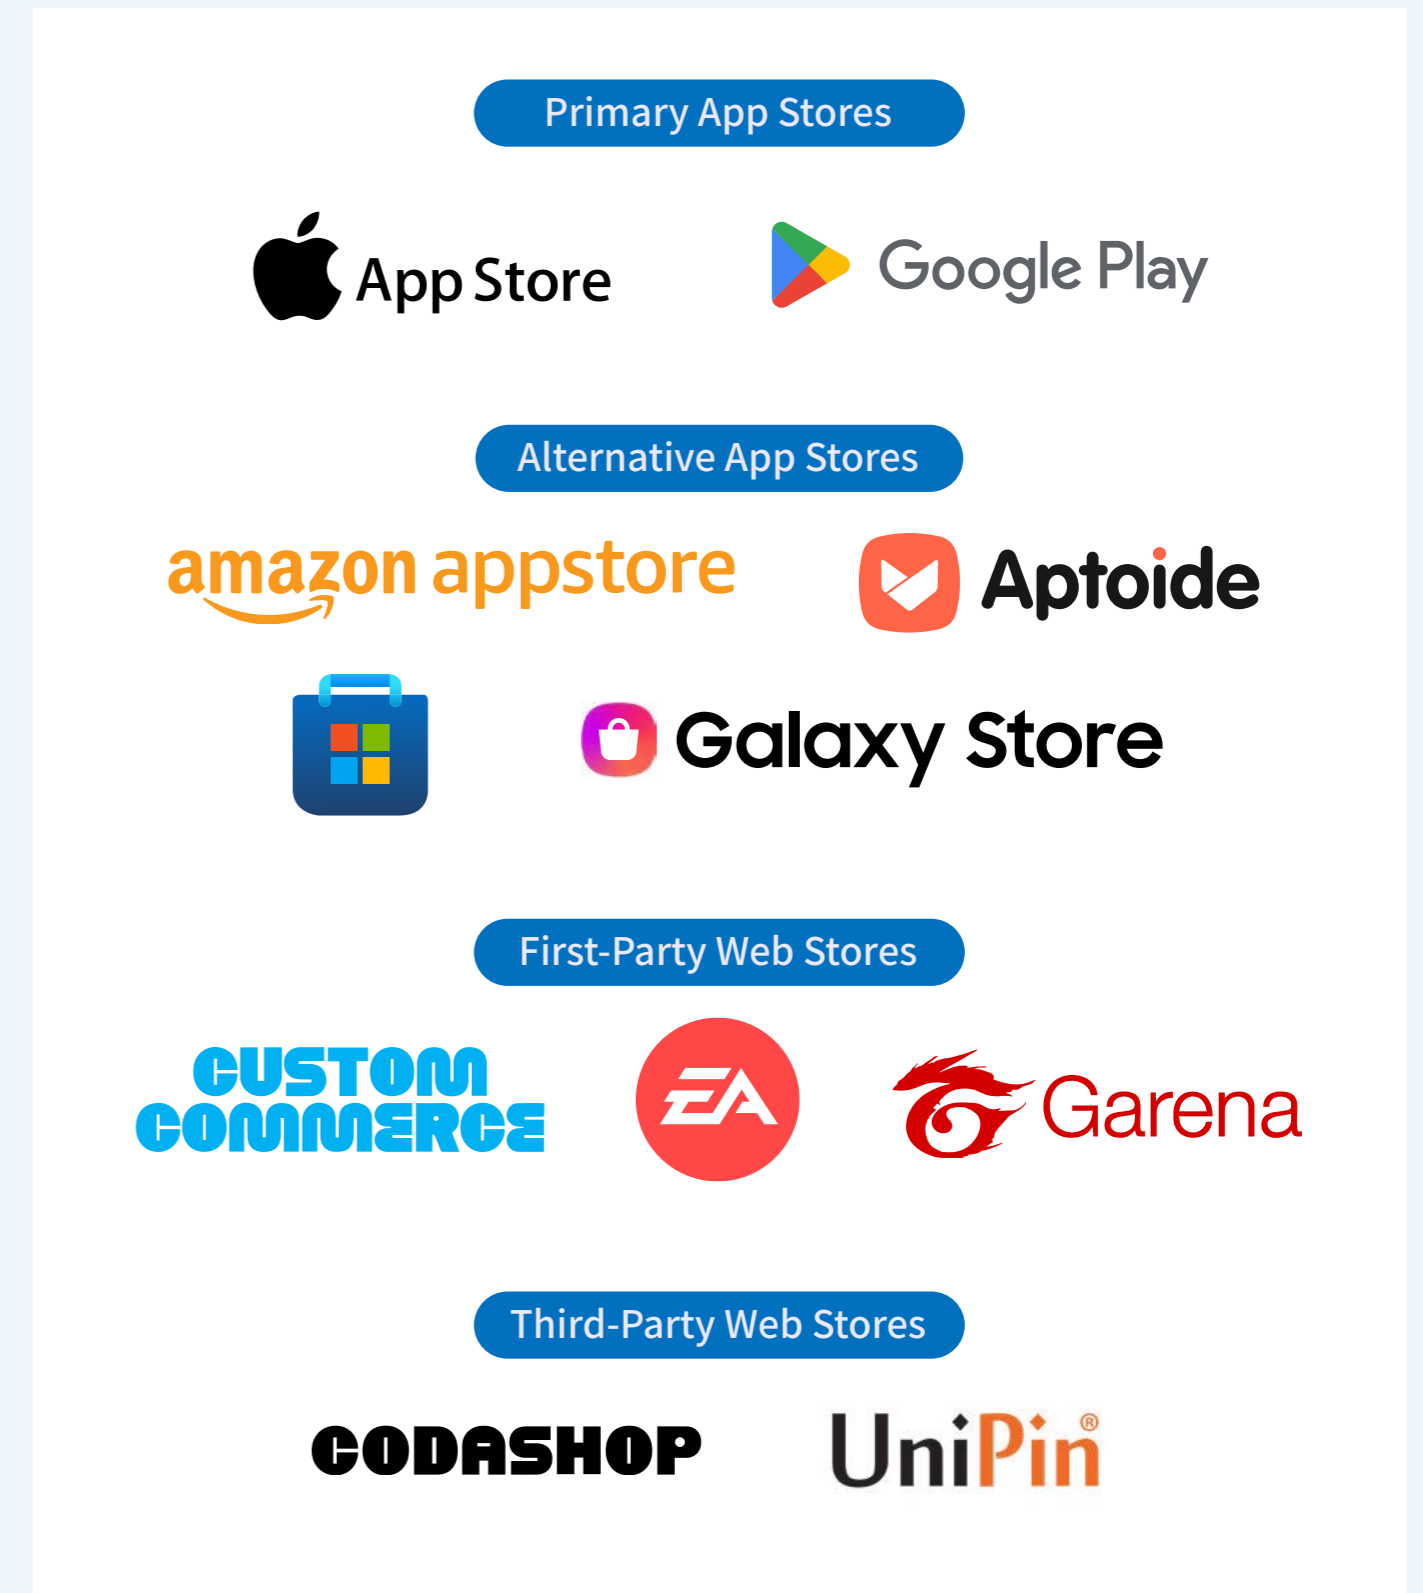 Primary App Stores
App Store
Google Play
Alternative App Stores
amazon appstore
Aptoide
Galaxy Store
First-Party Web Stores
CUSTOM
COMMERCE
EA
Garena
Third-Party Web Stores
CODASHOP
UniPin®